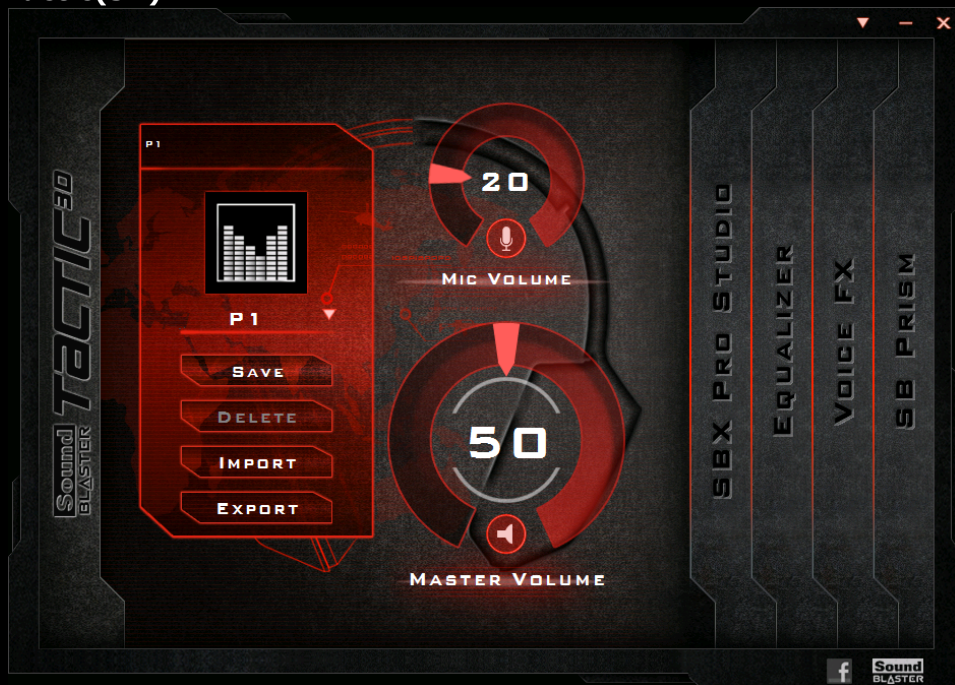 P1
20
Mic Volume
P1
Save
Delete
Import
Export
50
Master Volume
Sound BLASTER TACTIC3D
SBX Pro Studio
Equalizer
Voice FX
SB Prism
f
Sound
BLASTER